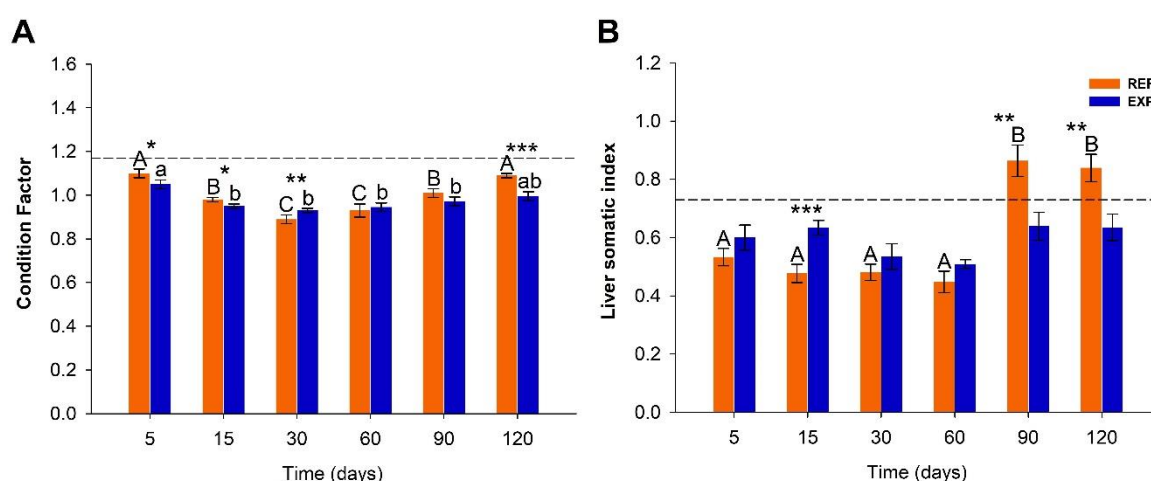 A
Condition Factor
1.6
1.4
1.2
1.0
0.8
0.6
0.4
0.2
0.0
A * a
B * b
C ** b
C b
B b
A *** ab
5 15 30 60 90 120
Time (days)
B
Liver somatic index
1.2
1.0
0.8
0.6
0.4
0.2
0.0
A
A ***
A
A
** B
** B
5 15 30 60 90 120
Time (days)